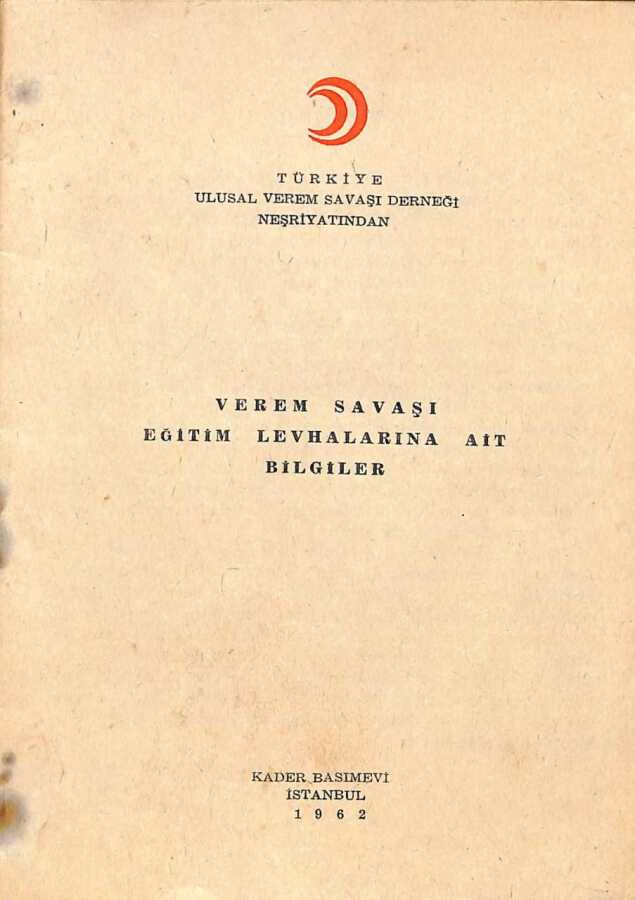 TÜRKİYE
ULUSAL VEREM SAVAŞI DERNEĞİ
NEŞRİYATINDAN
VEREM SAVAŞI
EĞİTİM LEVHALARINA AİT
BİLGİLER
KADER BASIMEVİ
İSTANBUL
1962